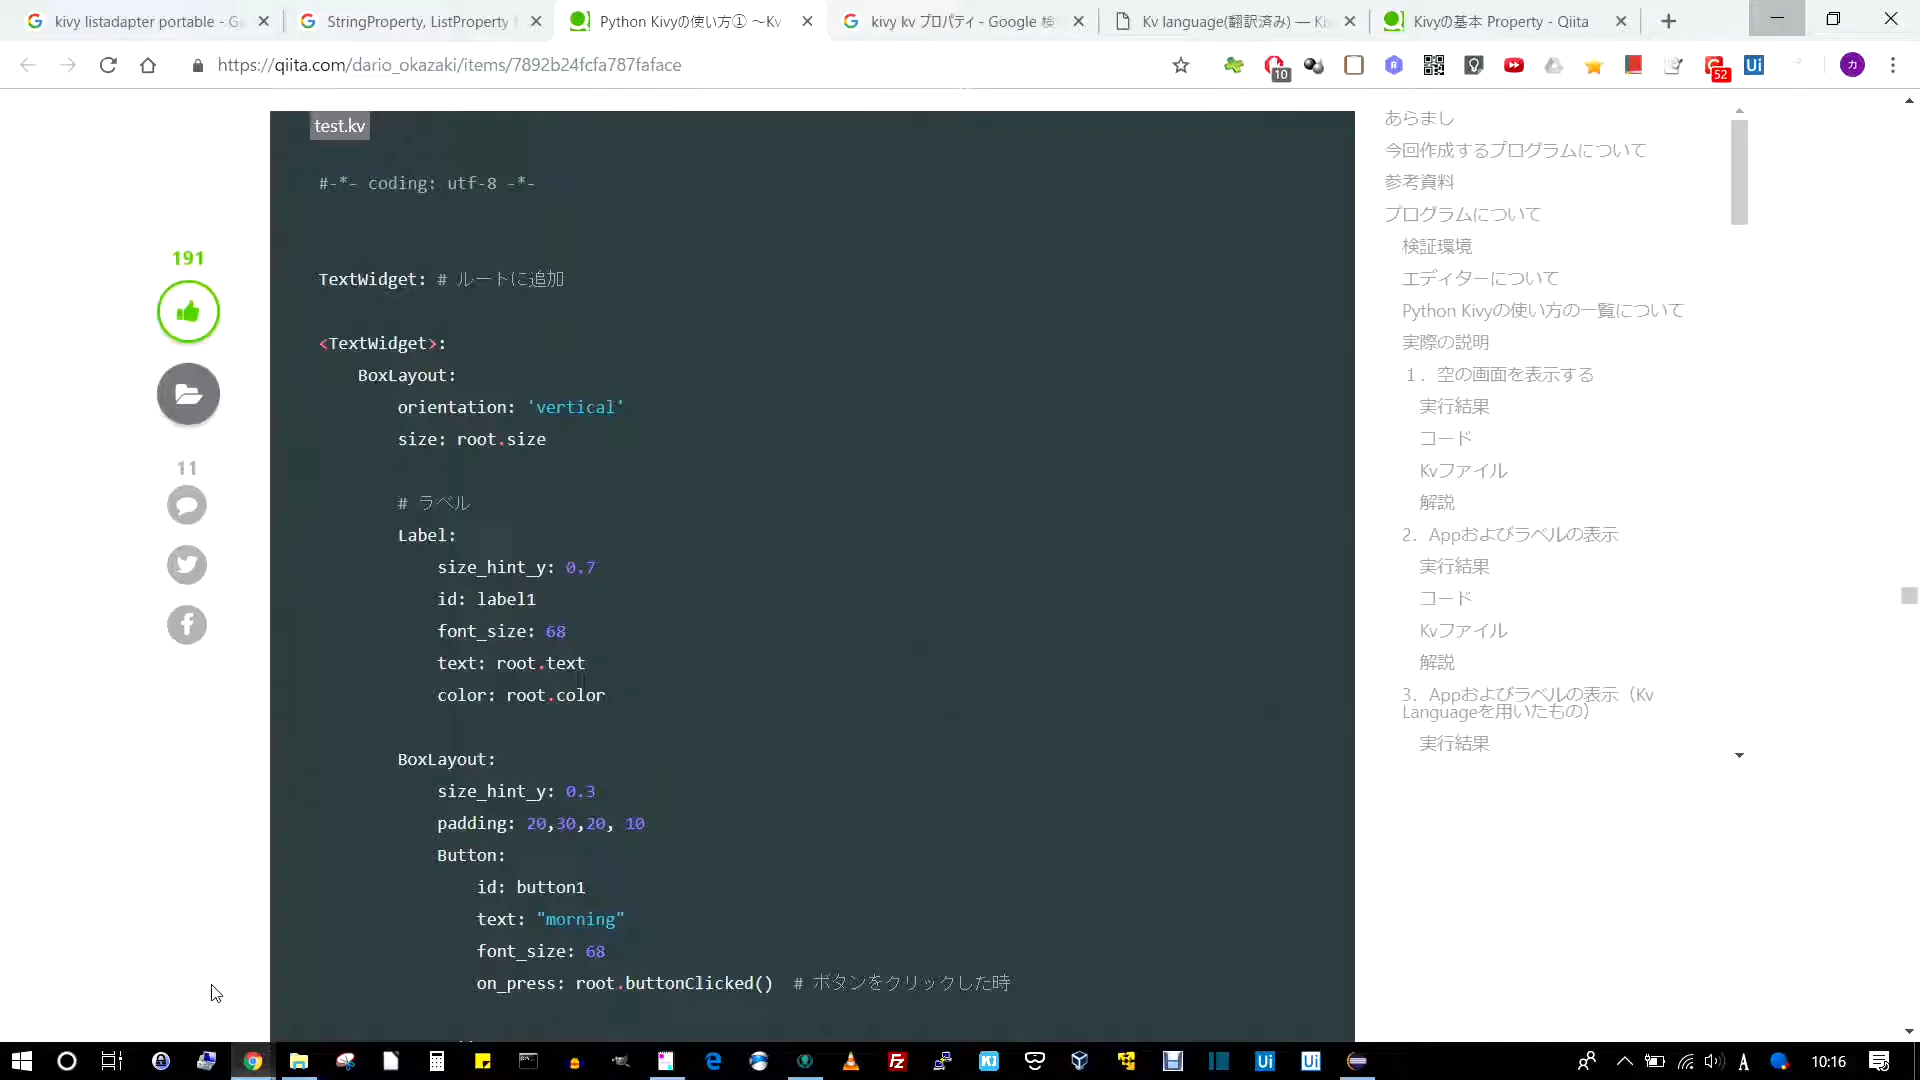 kivy listadapter portable - G
StringProperty, ListProperty
Python Kivyの使い方① ～Kv
kivy kv プロパティ - Google 検
Kv language(翻訳済み) — Ki
Kivyの基本 Property - Qiita
https://qiita.com/dario_okazaki/items/7892b24fcfa787faface
10
52
Ui
カ
test.kv
#-*- coding: utf-8 -*-
TextWidget: # ルートに追加
<TextWidget>:
BoxLayout:
orientation: 'vertical'
size: root.size
# ラベル
Label:
size_hint_y: 0.7
id: label1
font_size: 68
text: root.text
color: root.color
BoxLayout:
size_hint_y: 0.3
padding: 20,30,20, 10
Button:
id: button1
text: "morning"
font_size: 68
on_press: root.buttonClicked()  # ボタンをクリックした時
191
11
あらまし
今回作成するプログラムについて
参考資料
プログラムについて
検証環境
エディターについて
Python Kivyの使い方の一覧について
実際の説明
１．空の画面を表示する
実行結果
コード
Kvファイル
解説
2．Appおよびラベルの表示
実行結果
コード
Kvファイル
解説
3．Appおよびラベルの表示（Kv
Languageを用いたもの）
実行結果
Ui
Ui
A
10:16